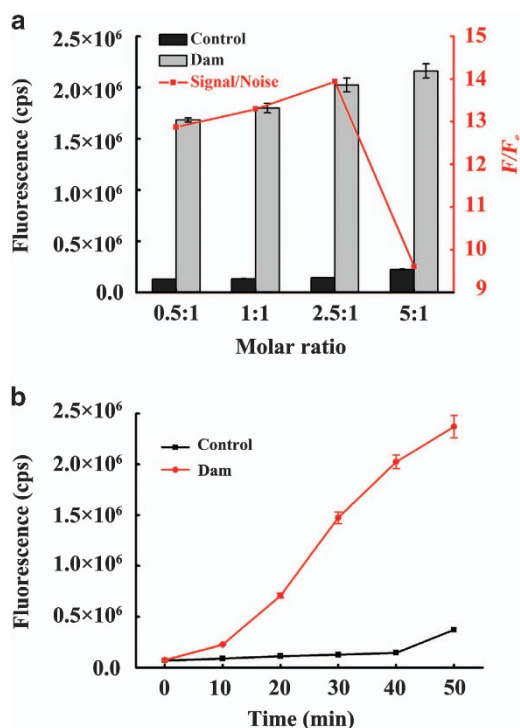 a
Control
Dam
Signal/Noise
Fluorescence (cps)
2.5×10⁶
2.0×10⁶
1.5×10⁶
1.0×10⁶
0.5×10⁶
0.0
15
14
13
12
11
10
9
F/Fₒ
0.5:1 1:1 2.5:1 5:1
Molar ratio
b
Control
Dam
Fluorescence (cps)
2.5×10⁶
2.0×10⁶
1.5×10⁶
1.0×10⁶
0.5×10⁶
0.0
0 10 20 30 40 50
Time (min)